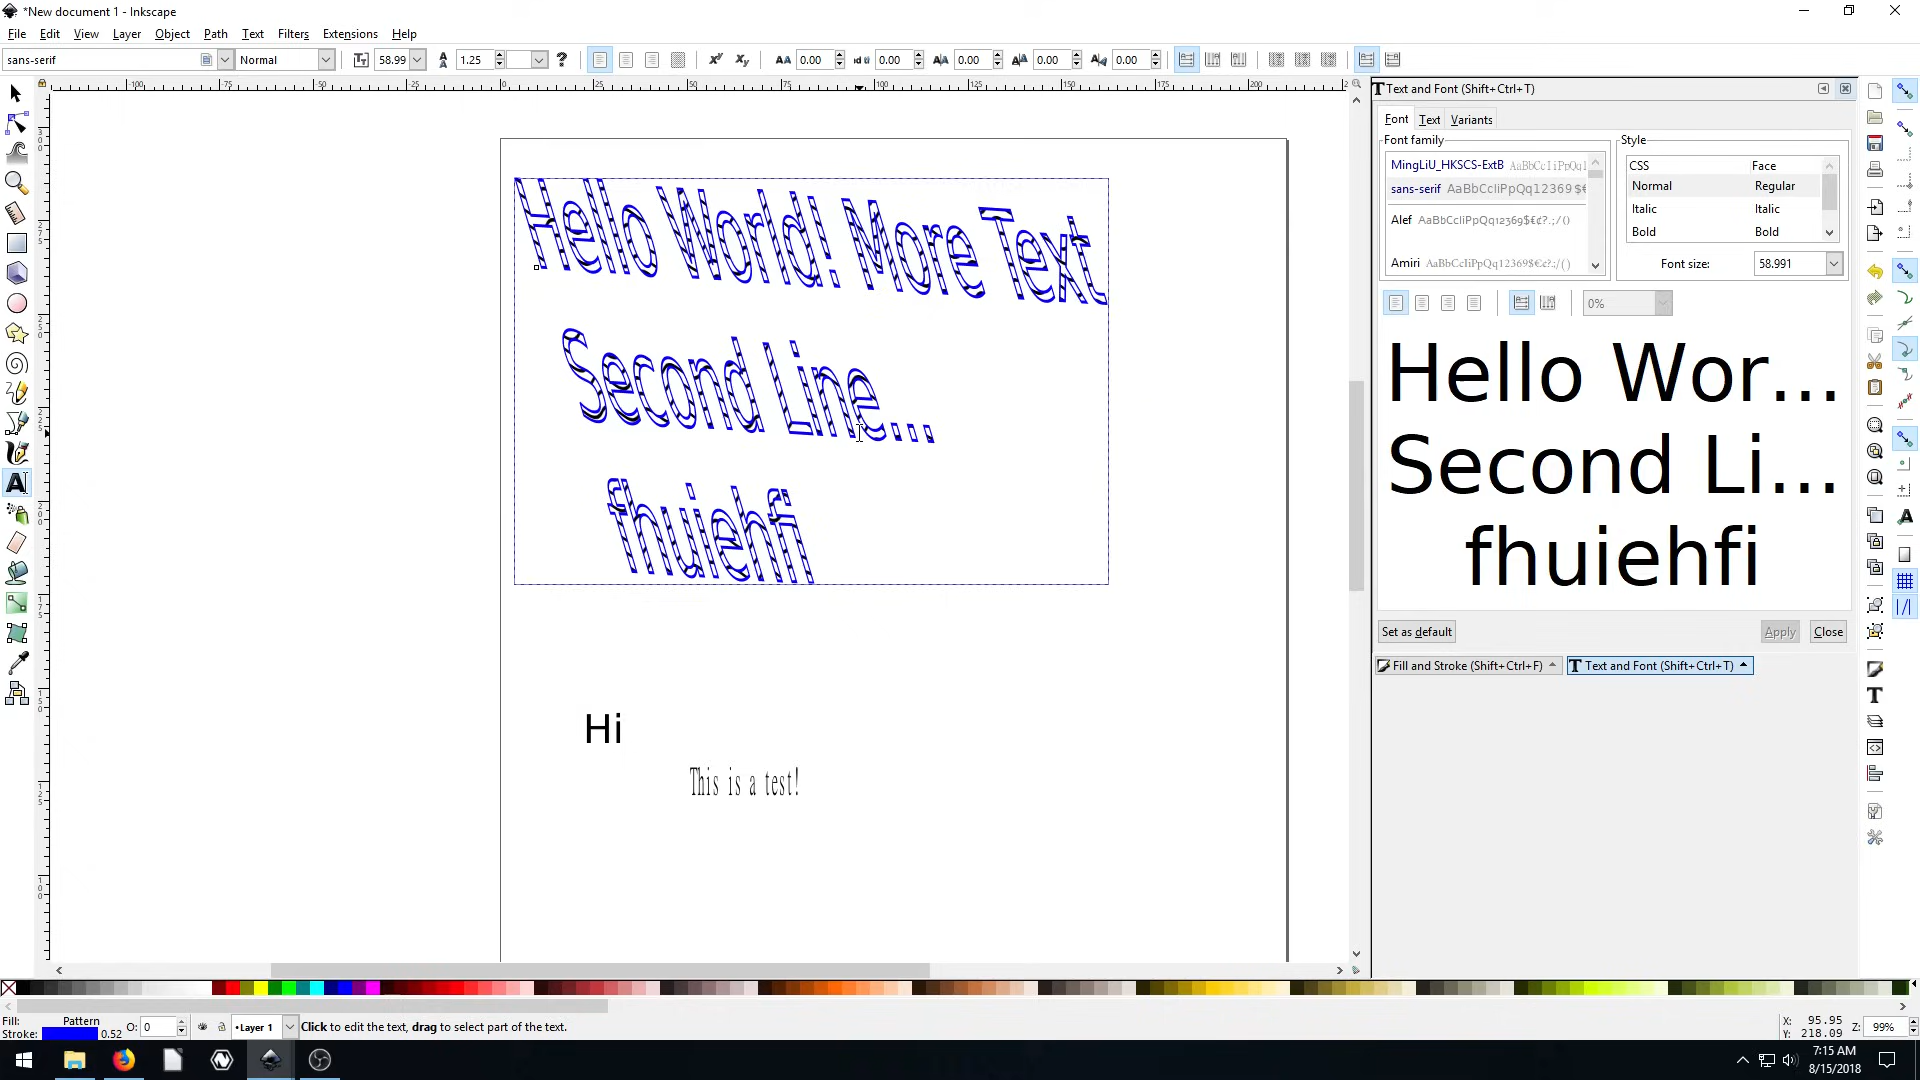 *New document 1 - Inkscape
File Edit View Layer Object Path Text Filters Extensions Help
sans-serif Normal 58.99 1.25 0.00 0.00 0.00 0.00 0.00
Text and Font (Shift+Ctrl+T)
Font Text Variants
Font family
MingLiU_HKSCS-ExtB AaBbCcIiPpQq1
sans-serif AaBbCcIiPpQq12369$€
Alef AaBbCcIiPpQq12369$€¢?.;/()
Amiri AaBbCcIiPpQq12369$€¢?.;/()
Style
CSS Face
Normal Regular
Italic Italic
Bold Bold
Font size: 58.991
0%
Hello Wor...
Second Li...
fhuiehfi
Set as default Apply Close
Fill and Stroke (Shift+Ctrl+F) Text and Font (Shift+Ctrl+T)
Hello World! More Text
Second Line...
fhuiehfi
Hi
This is a test!
Fill: Pattern
Stroke: 0.52
O: 0
•Layer 1
Click to edit the text, drag to select part of the text.
X: 95.95
Y: 218.09
Z: 99%
7:15 AM
8/15/2018